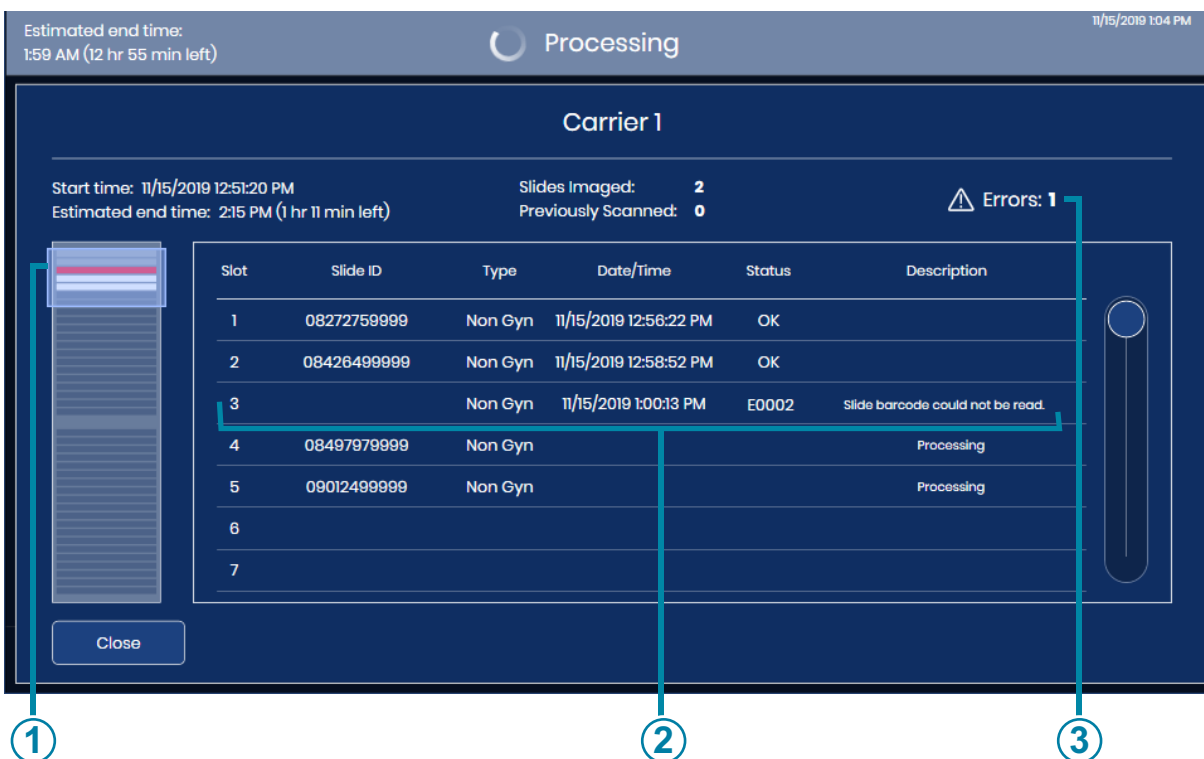 Estimated end time:
1:59 AM (12 hr 55 min left)
Processing
11/15/2019 1:04 PM
Carrier 1
Start time: 11/15/2019 12:51:20 PM
Estimated end time: 2:15 PM (1 hr 11 min left)
Slides Imaged: 2
Previously Scanned: 0
Errors: 1
Slot Slide ID Type Date/Time Status Description
1 08272759999 Non Gyn 11/15/2019 12:56:22 PM OK
2 08426499999 Non Gyn 11/15/2019 12:58:52 PM OK
3 Non Gyn 11/15/2019 1:00:13 PM E0002 Slide barcode could not be read.
4 08497979999 Non Gyn Processing
5 09012499999 Non Gyn Processing
6
7
Close
1 2 3